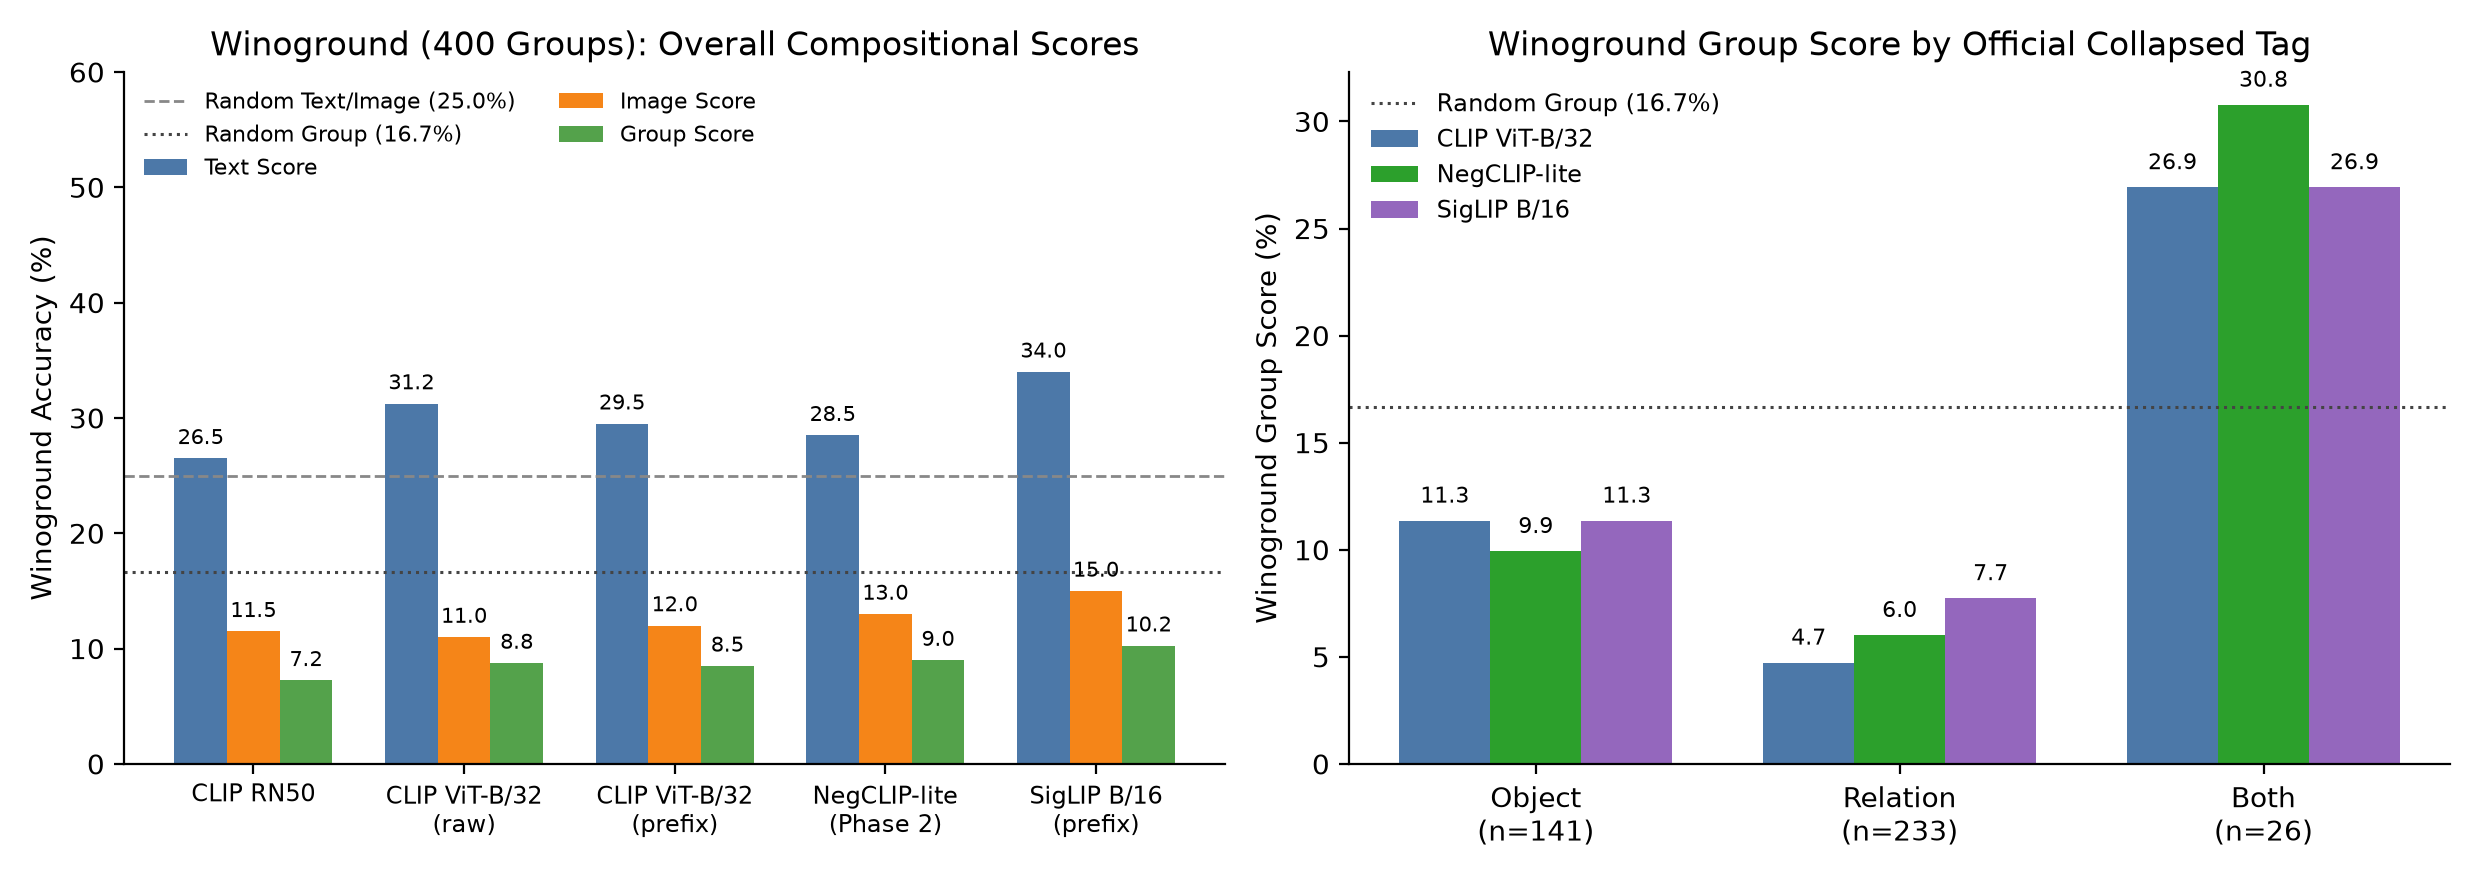 Winoground (400 Groups): Overall Compositional Scores
Winoground Accuracy (%)
60
50
40
30
20
10
0
Random Text/Image (25.0%)
Random Group (16.7%)
Text Score
Image Score
Group Score
26.5
11.5
7.2
31.2
11.0
8.8
29.5
12.0
8.5
28.5
13.0
9.0
34.0
15.0
10.2
CLIP RN50
CLIP ViT-B/32
(raw)
CLIP ViT-B/32
(prefix)
NegCLIP-lite
(Phase 2)
SigLIP B/16
(prefix)
Winoground Group Score by Official Collapsed Tag
Winoground Group Score (%)
30
25
20
15
10
5
0
Random Group (16.7%)
CLIP ViT-B/32
NegCLIP-lite
SigLIP B/16
11.3
9.9
11.3
4.7
6.0
7.7
26.9
30.8
26.9
Object
(n=141)
Relation
(n=233)
Both
(n=26)